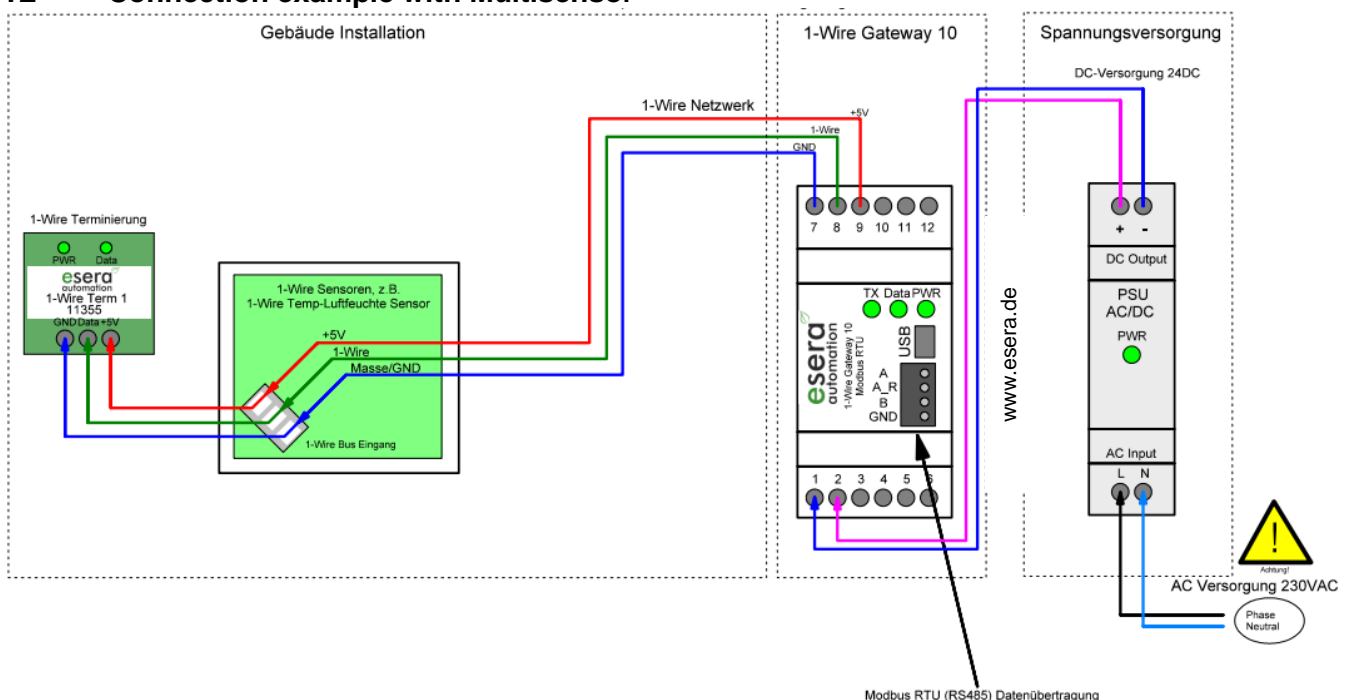 12 Connection example with Multisensor
Gebäude Installation
1-Wire Gateway 10
Spannungsversorgung
DC-Versorgung 24DC
1-Wire Netzwerk
+5V
1-Wire
GND
7 8 9 10 11 12
+ -
DC Output
PSU
AC/DC
PWR
AC Input
L N
1-Wire Terminierung
PWR Data
esera
automation
1-Wire Term 1
11355
GND Data +5V
1-Wire Sensoren, z.B.
1-Wire Temp-Luftfeuchte Sensor
+5V
1-Wire
Masse/GND
1-Wire Bus Eingang
TX Data PWR
esera
automation
1-Wire Gateway 10
Modbus RTU
USB
A
A_R
B
GND
1 2 3 4 5 6
www.esera.de
Achtung!
AC Versorgung 230VAC
Phase
Neutral
Modbus RTU (RS485) Datenübertragung